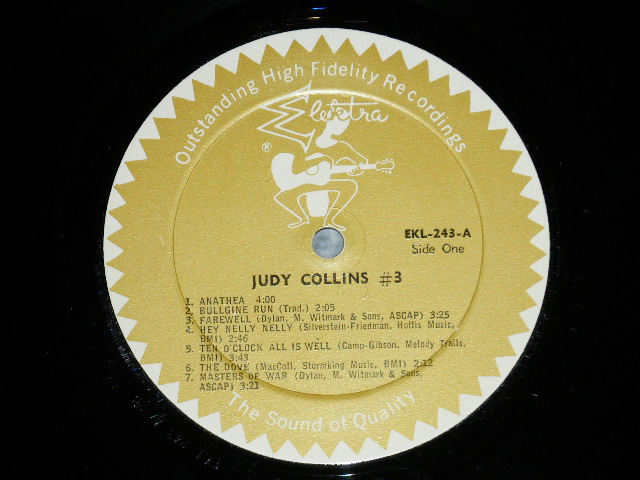 Outstanding High Fidelity Recordings
Elektra
®
EKL-243-A
Side One
JUDY COLLINS #3
1. ANATHEA 4:00
2. BULLGINE RUN (Trad.) 2:05
3. FAREWELL (Dylan, M. Witmark & Sons, ASCAP) 3:25
4. HEY NELLY NELLY (Silverstein-Friedman, Hollis Music,
BMI) 2:46
5. TEN O'CLOCK ALL IS WELL (Camp-Gibson, Melody Trails,
BMI) 3:43
6. THE DOVE (MacColl, Stormking Music, BMI) 2:12
7. MASTERS OF WAR (Dylan, M. Witmark & Sons,
ASCAP) 3:21
The Sound of Quality